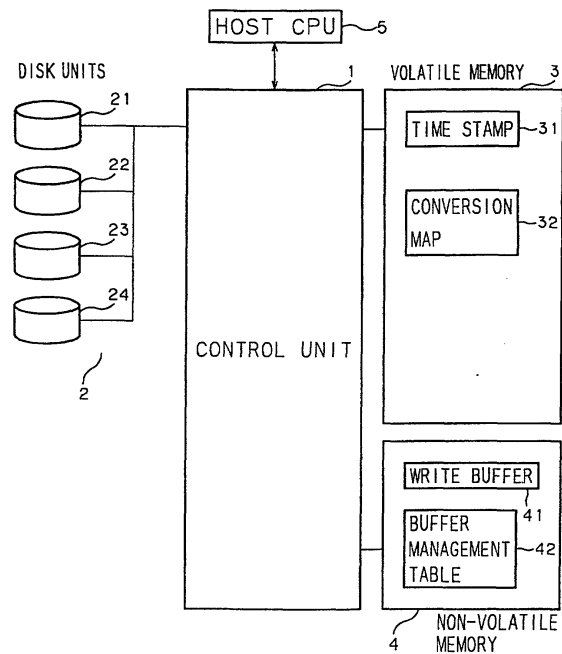 HOST CPU
5
DISK UNITS
1
VOLATILE MEMORY
3
21
TIME STAMP
31
22
CONVERSION
MAP
32
23
24
CONTROL UNIT
2
WRITE BUFFER
41
BUFFER
MANAGEMENT
TABLE
42
4
NON-VOLATILE
MEMORY